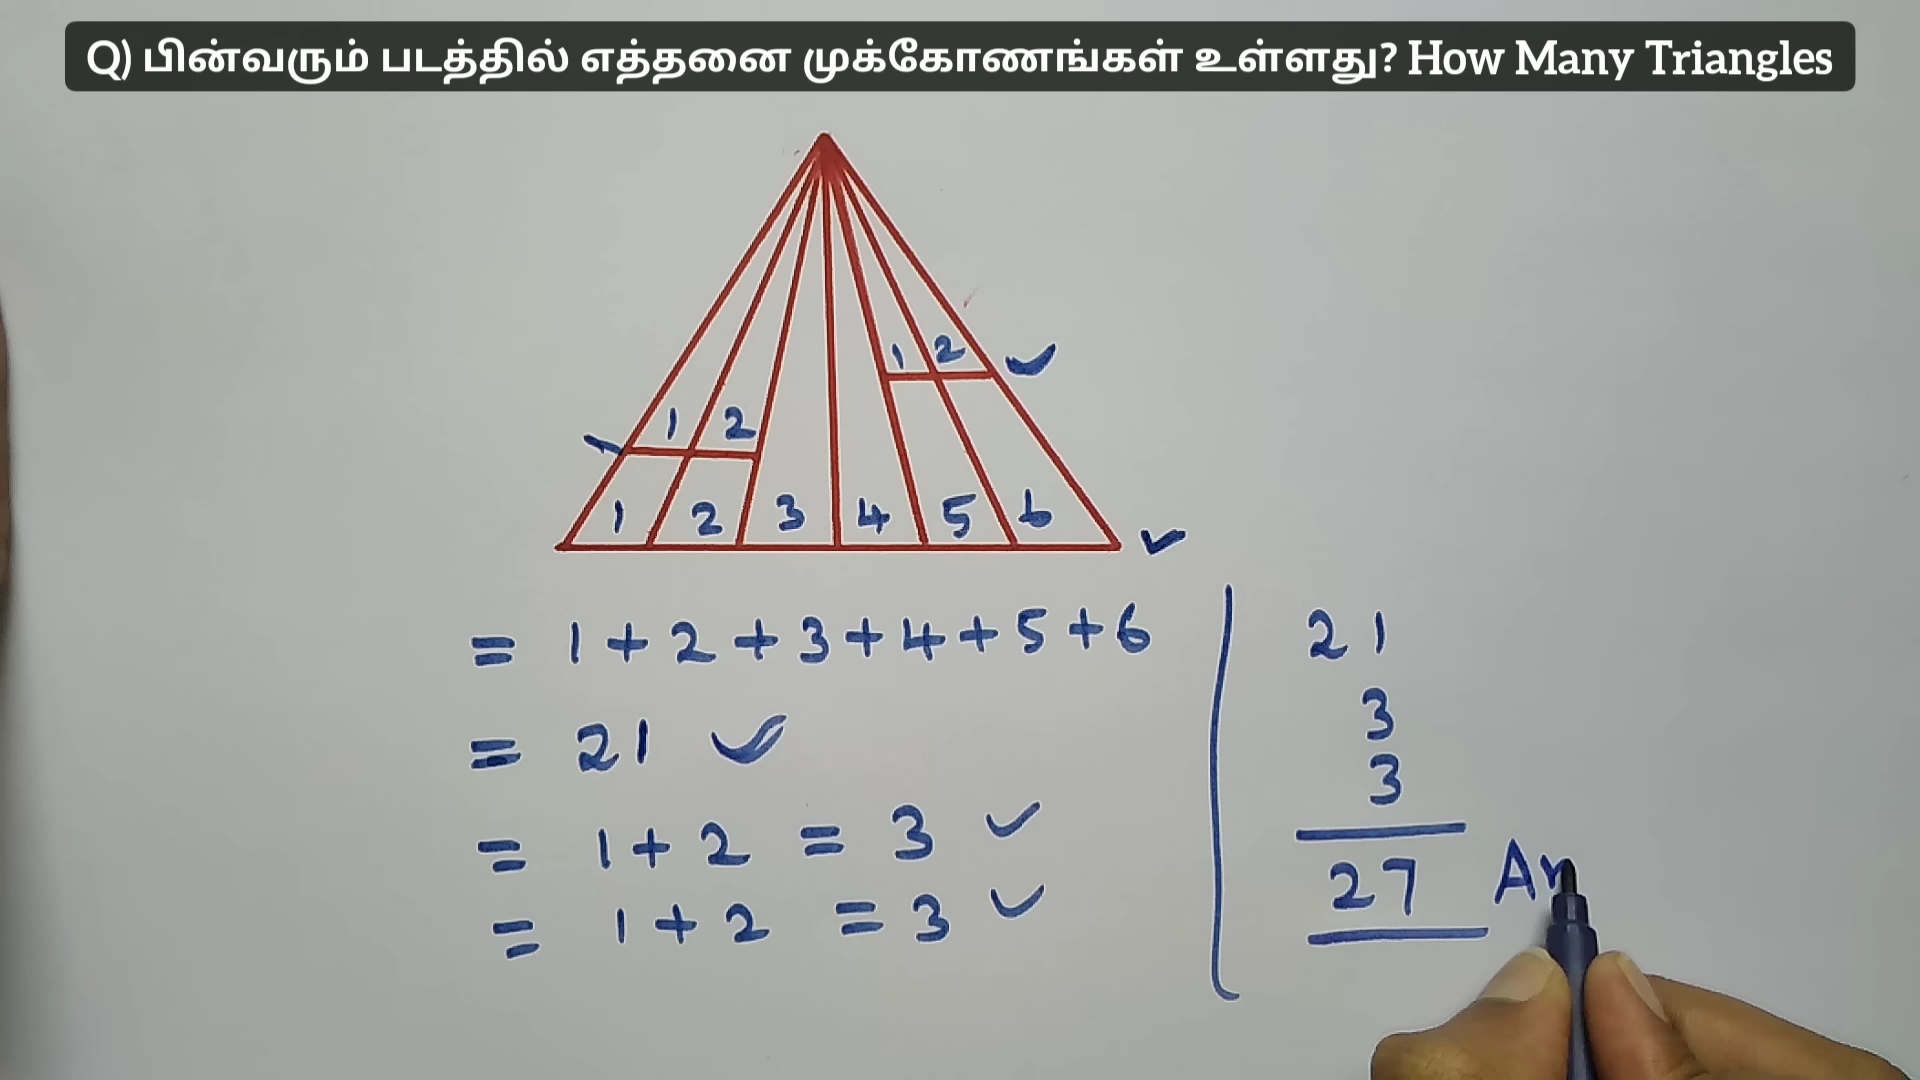 Q) பின்வரும் படத்தில் எத்தனை முக்கோணங்கள் உள்ளது? How Many Triangles
1 2
1 2
1 2 3 4 5 6
= 1 + 2 + 3 + 4 + 5 + 6
= 21 ✓
= 1 + 2 = 3 ✓
= 1 + 2 = 3 ✓
21
3
3
27